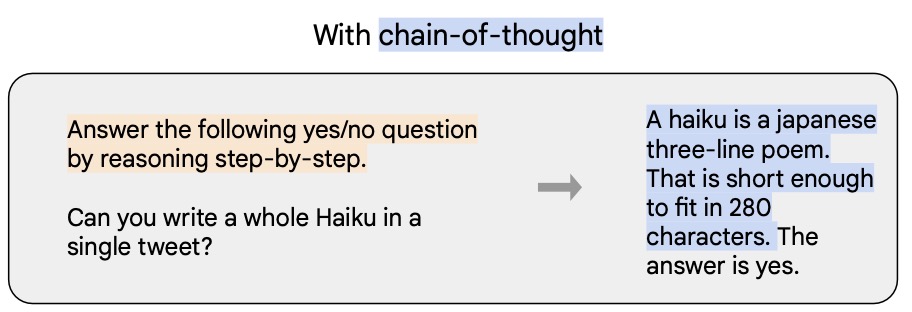 With chain-of-thought
Answer the following yes/no question
by reasoning step-by-step.
Can you write a whole Haiku in a
single tweet?
A haiku is a japanese
three-line poem.
That is short enough
to fit in 280
characters. The
answer is yes.